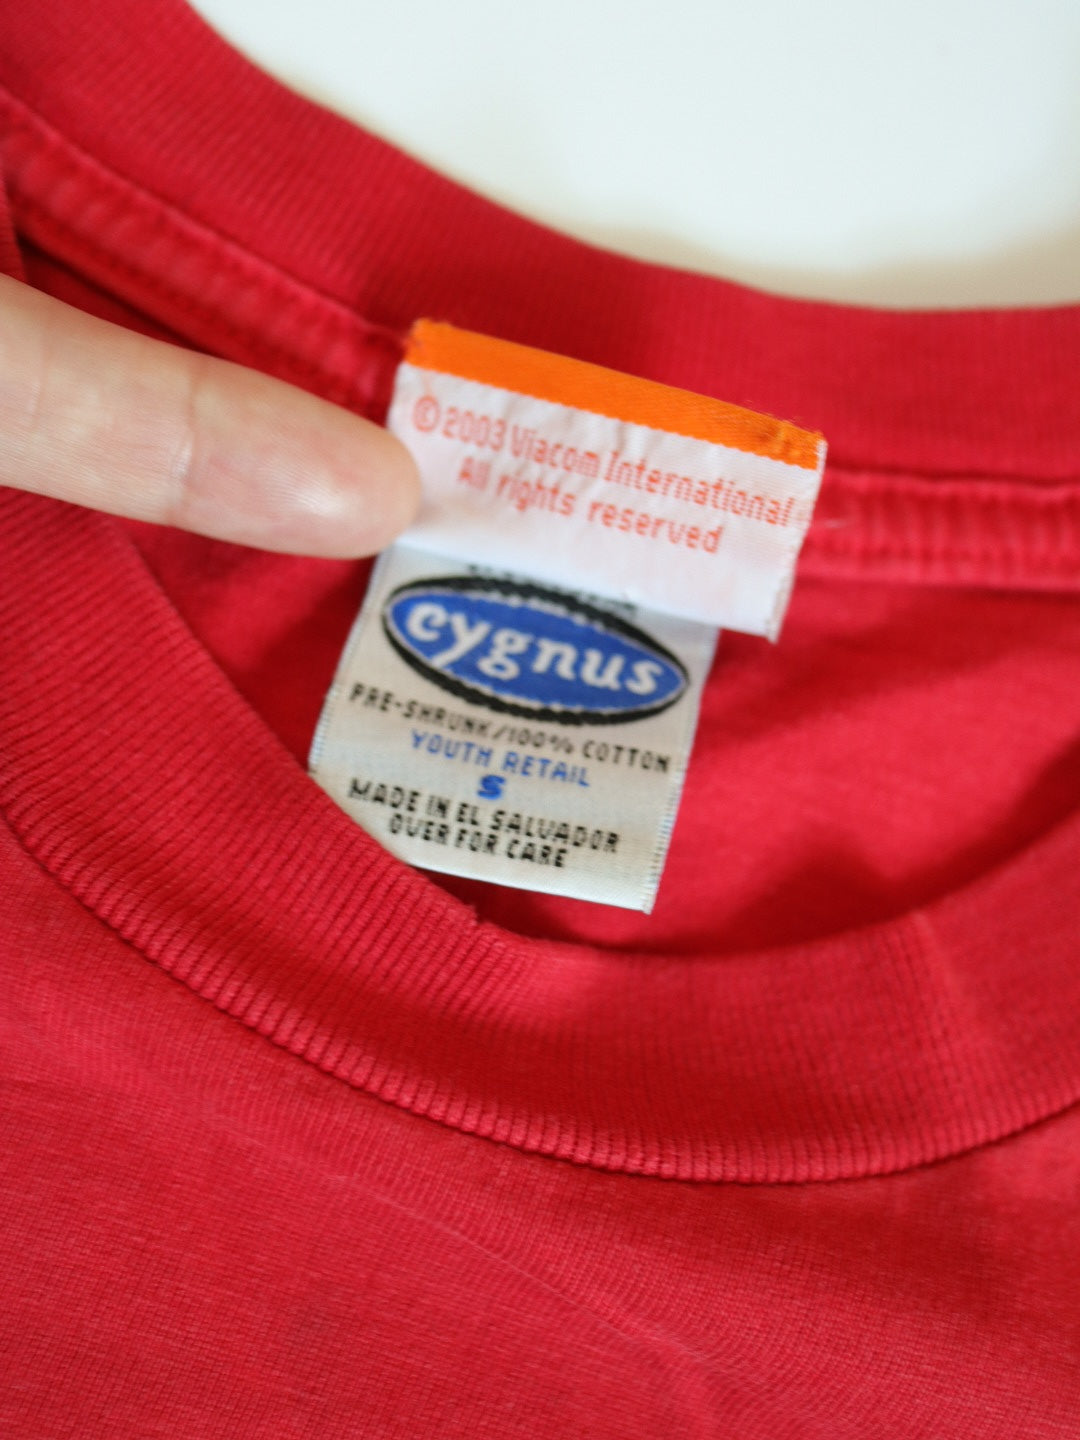 ©2003 Viacom International
All rights reserved
cygnus
PRE-SHRUNK/100% COTTON
YOUTH RETAIL
S
MADE IN EL SALVADOR
OVER FOR CARE